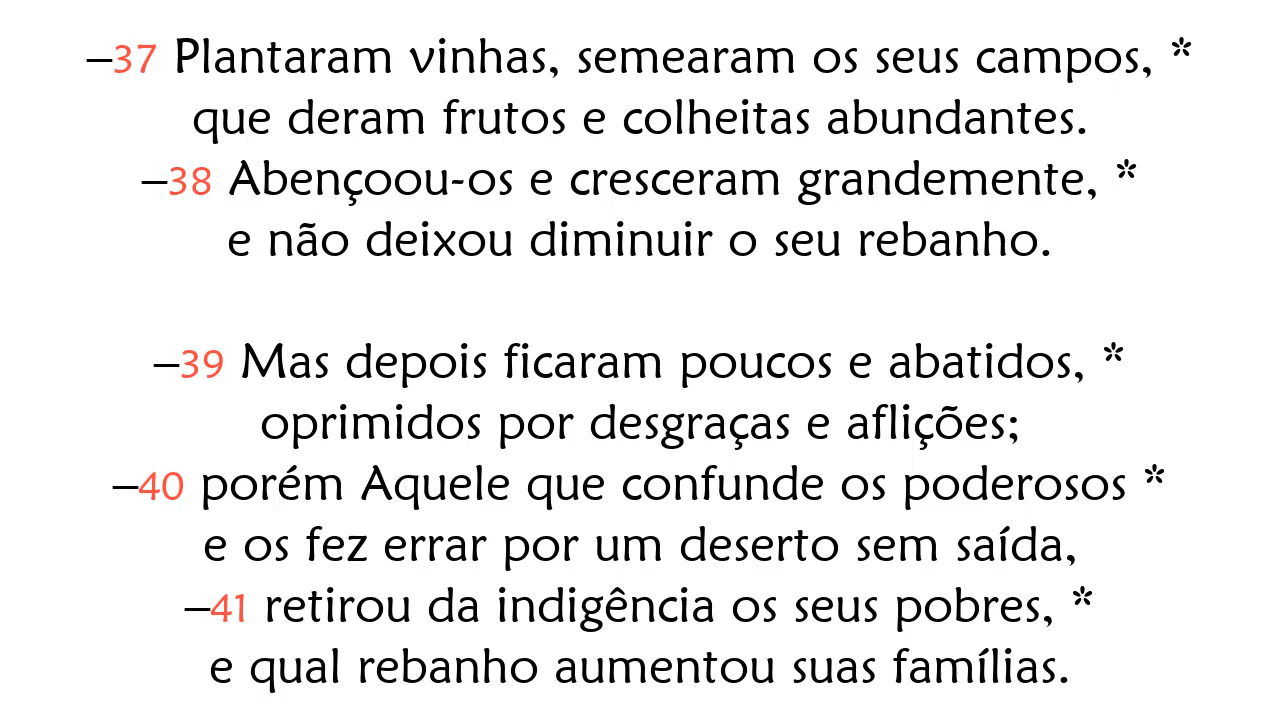 –37 Plantaram vinhas, semearam os seus campos, *
que deram frutos e colheitas abundantes.
–38 Abençoou-os e cresceram grandemente, *
e não deixou diminuir o seu rebanho.
–39 Mas depois ficaram poucos e abatidos, *
oprimidos por desgraças e aflições;
–40 porém Aquele que confunde os poderosos *
e os fez errar por um deserto sem saída,
–41 retirou da indigência os seus pobres, *
e qual rebanho aumentou suas famílias.